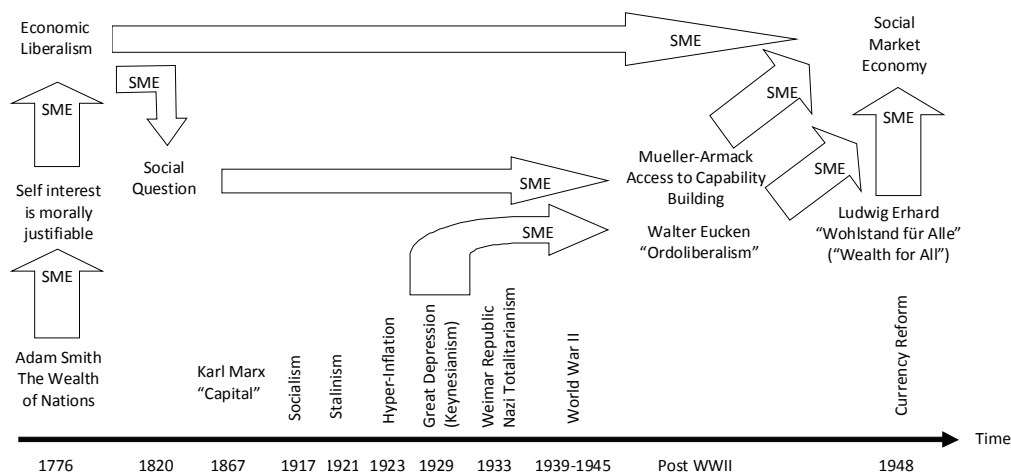 Economic
Liberalism
SME
Social
Market
Economy
SME
SME
SME
SME
Social
Question
Mueller-Armack
Access to Capability
Building
SME
SME
Self interest
is morally
justifiable
Walter Eucken
“Ordoliberalism”
SME
Ludwig Erhard
“Wohlstand für Alle”
(“Wealth for All”)
SME
Adam Smith
The Wealth
of Nations
Karl Marx
“Capital”
Socialism
Stalinism
Hyper-Inflation
Great Depression
(Keynesianism)
Weimar Republic
Nazi Totalitarianism
World War II
Currency Reform
Time
1776
1820
1867
1917
1921
1923
1929
1933
1939-1945
Post WWII
1948